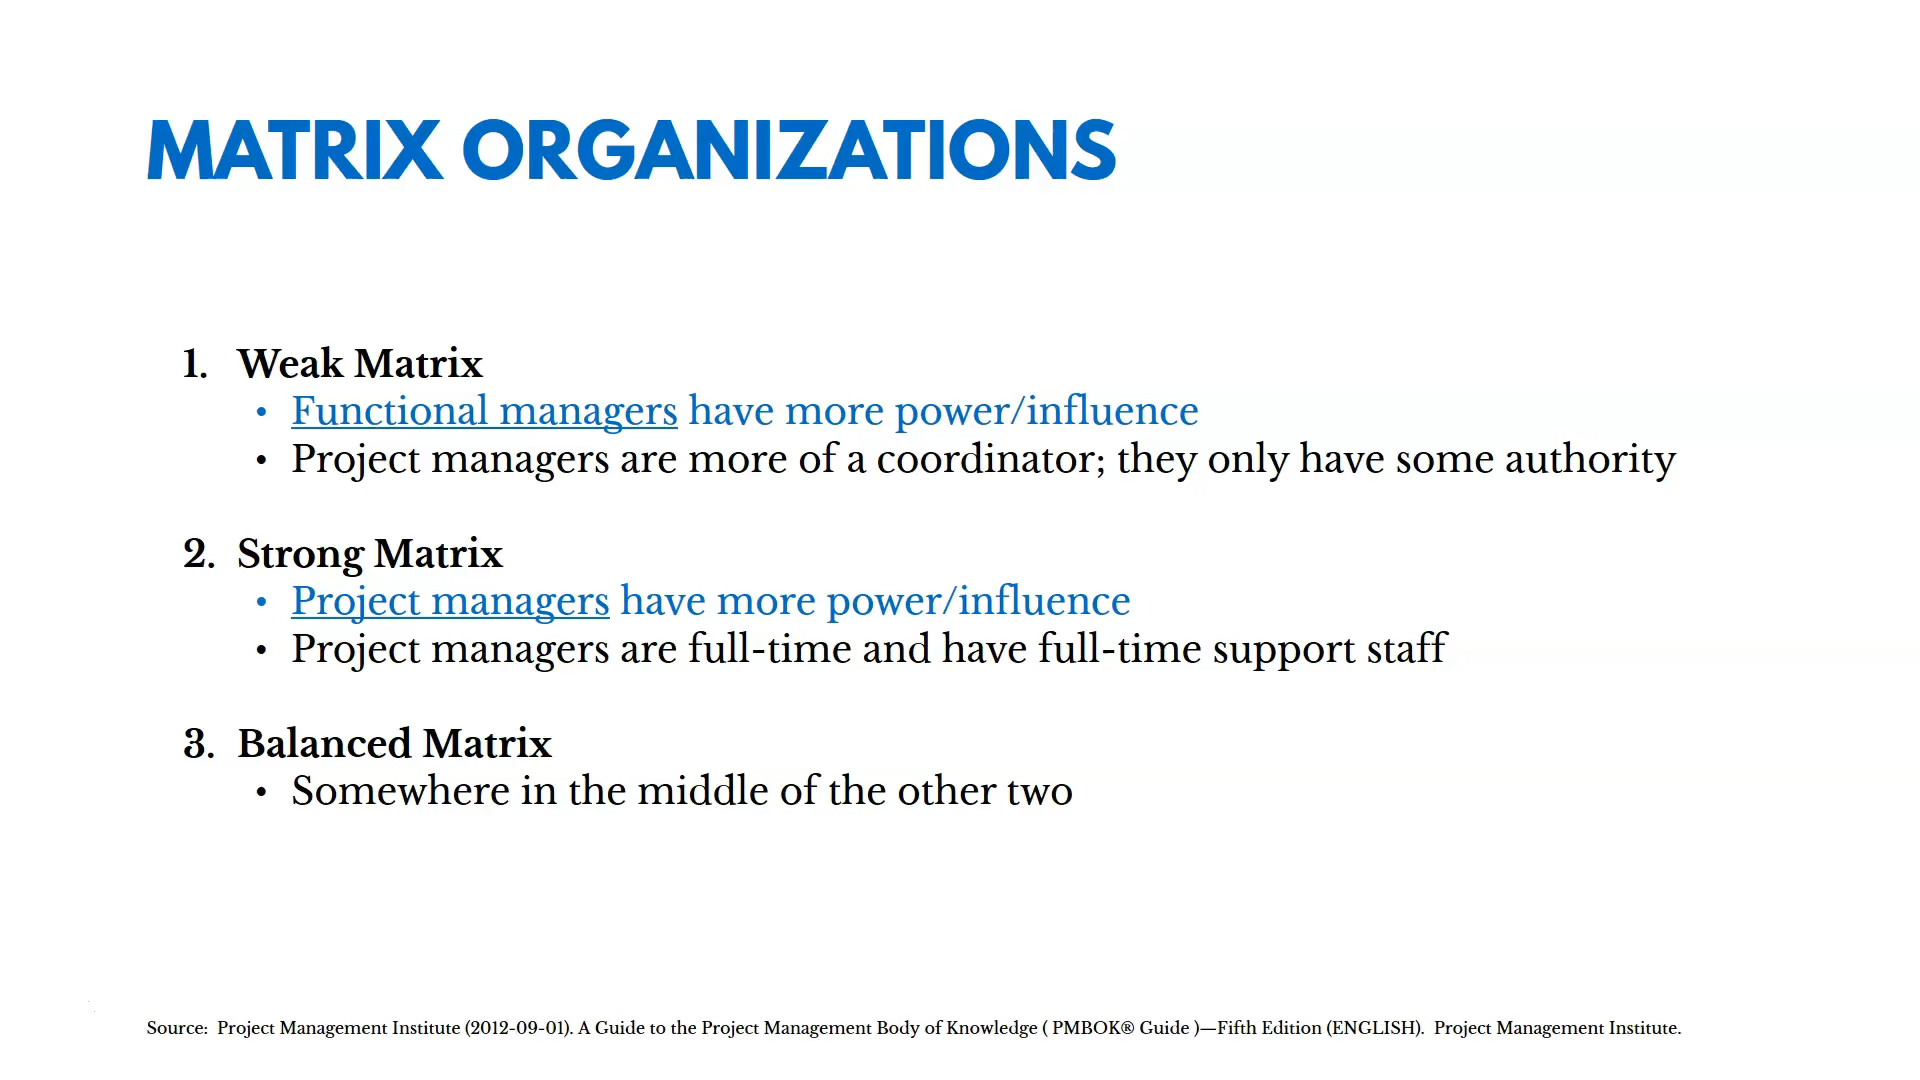 MATRIX ORGANIZATIONS
1. Weak Matrix
• Functional managers have more power/influence
• Project managers are more of a coordinator; they only have some authority
2. Strong Matrix
• Project managers have more power/influence
• Project managers are full-time and have full-time support staff
3. Balanced Matrix
• Somewhere in the middle of the other two
Source:  Project Management Institute (2012-09-01). A Guide to the Project Management Body of Knowledge ( PMBOK® Guide )—Fifth Edition (ENGLISH).  Project Management Institute.